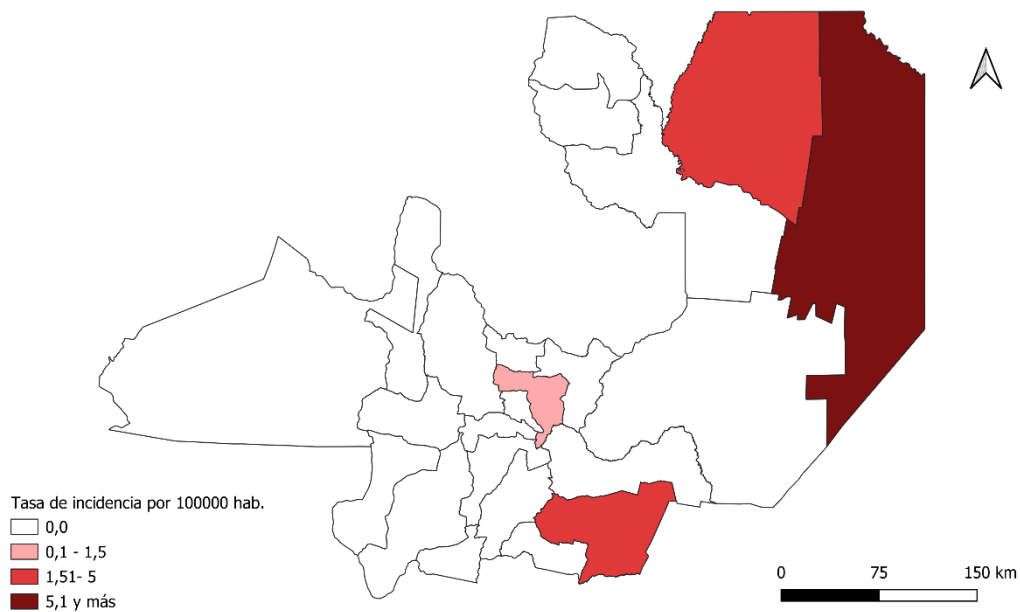 Tasa de incidencia por 100000 hab.
0,0
0,1 - 1,5
1,51- 5
5,1 y más
0 75 150 km